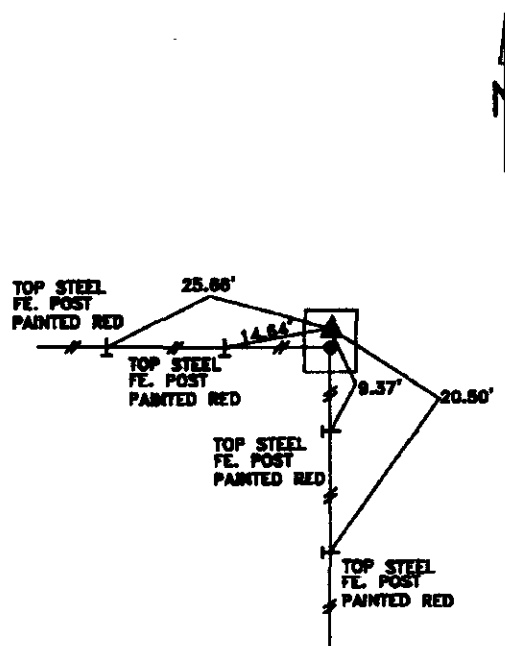 N
TOP STEEL
FE. POST
PAINTED RED
25.66'
14.64'
TOP STEEL
FE. POST
PAINTED RED
9.37'
20.50'
TOP STEEL
FE. POST
PAINTED RED
TOP STEEL
FE. POST
PAINTED RED